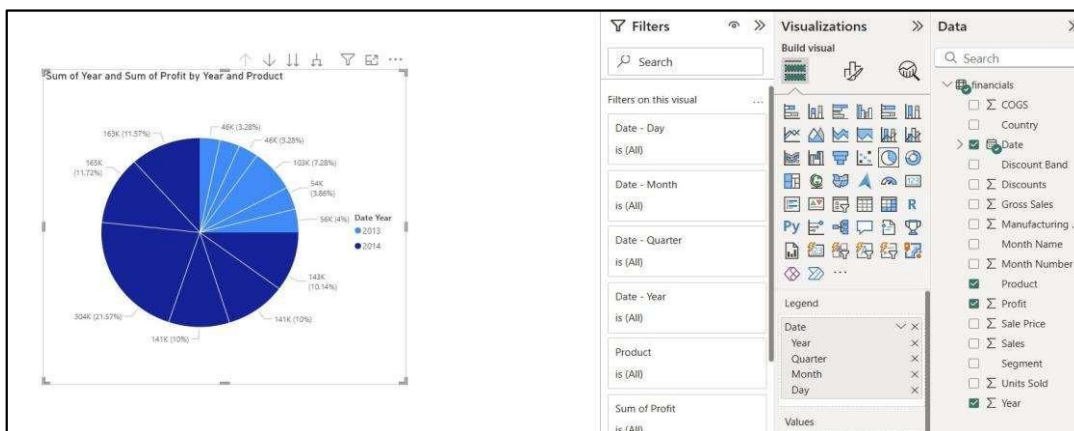 Sum of Year and Sum of Profit by Year and Product
163K (11.57%)
165K
(11.72%)
304K (21.57%)
141K (10%)
141K (10%)
143K
(10.14%)
56K (4%)
54K
(3.86%)
103K (7.28%)
46K (3.28%)
46K (3.28%)
Date Year
2013
2014
Filters
Search
Filters on this visual
...
Date - Day
is (All)
Date - Month
is (All)
Date - Quarter
is (All)
Date - Year
is (All)
Product
is (All)
Sum of Profit
is (All)
Visualizations
Build visual
R
Py
...
Legend
Date
Year
Quarter
Month
Day
Values
Data
Search
financials
∑ COGS
Country
Date
Discount Band
∑ Discounts
∑ Gross Sales
∑ Manufacturing .
Month Name
∑ Month Number
Product
∑ Profit
∑ Sale Price
∑ Sales
Segment
∑ Units Sold
∑ Year